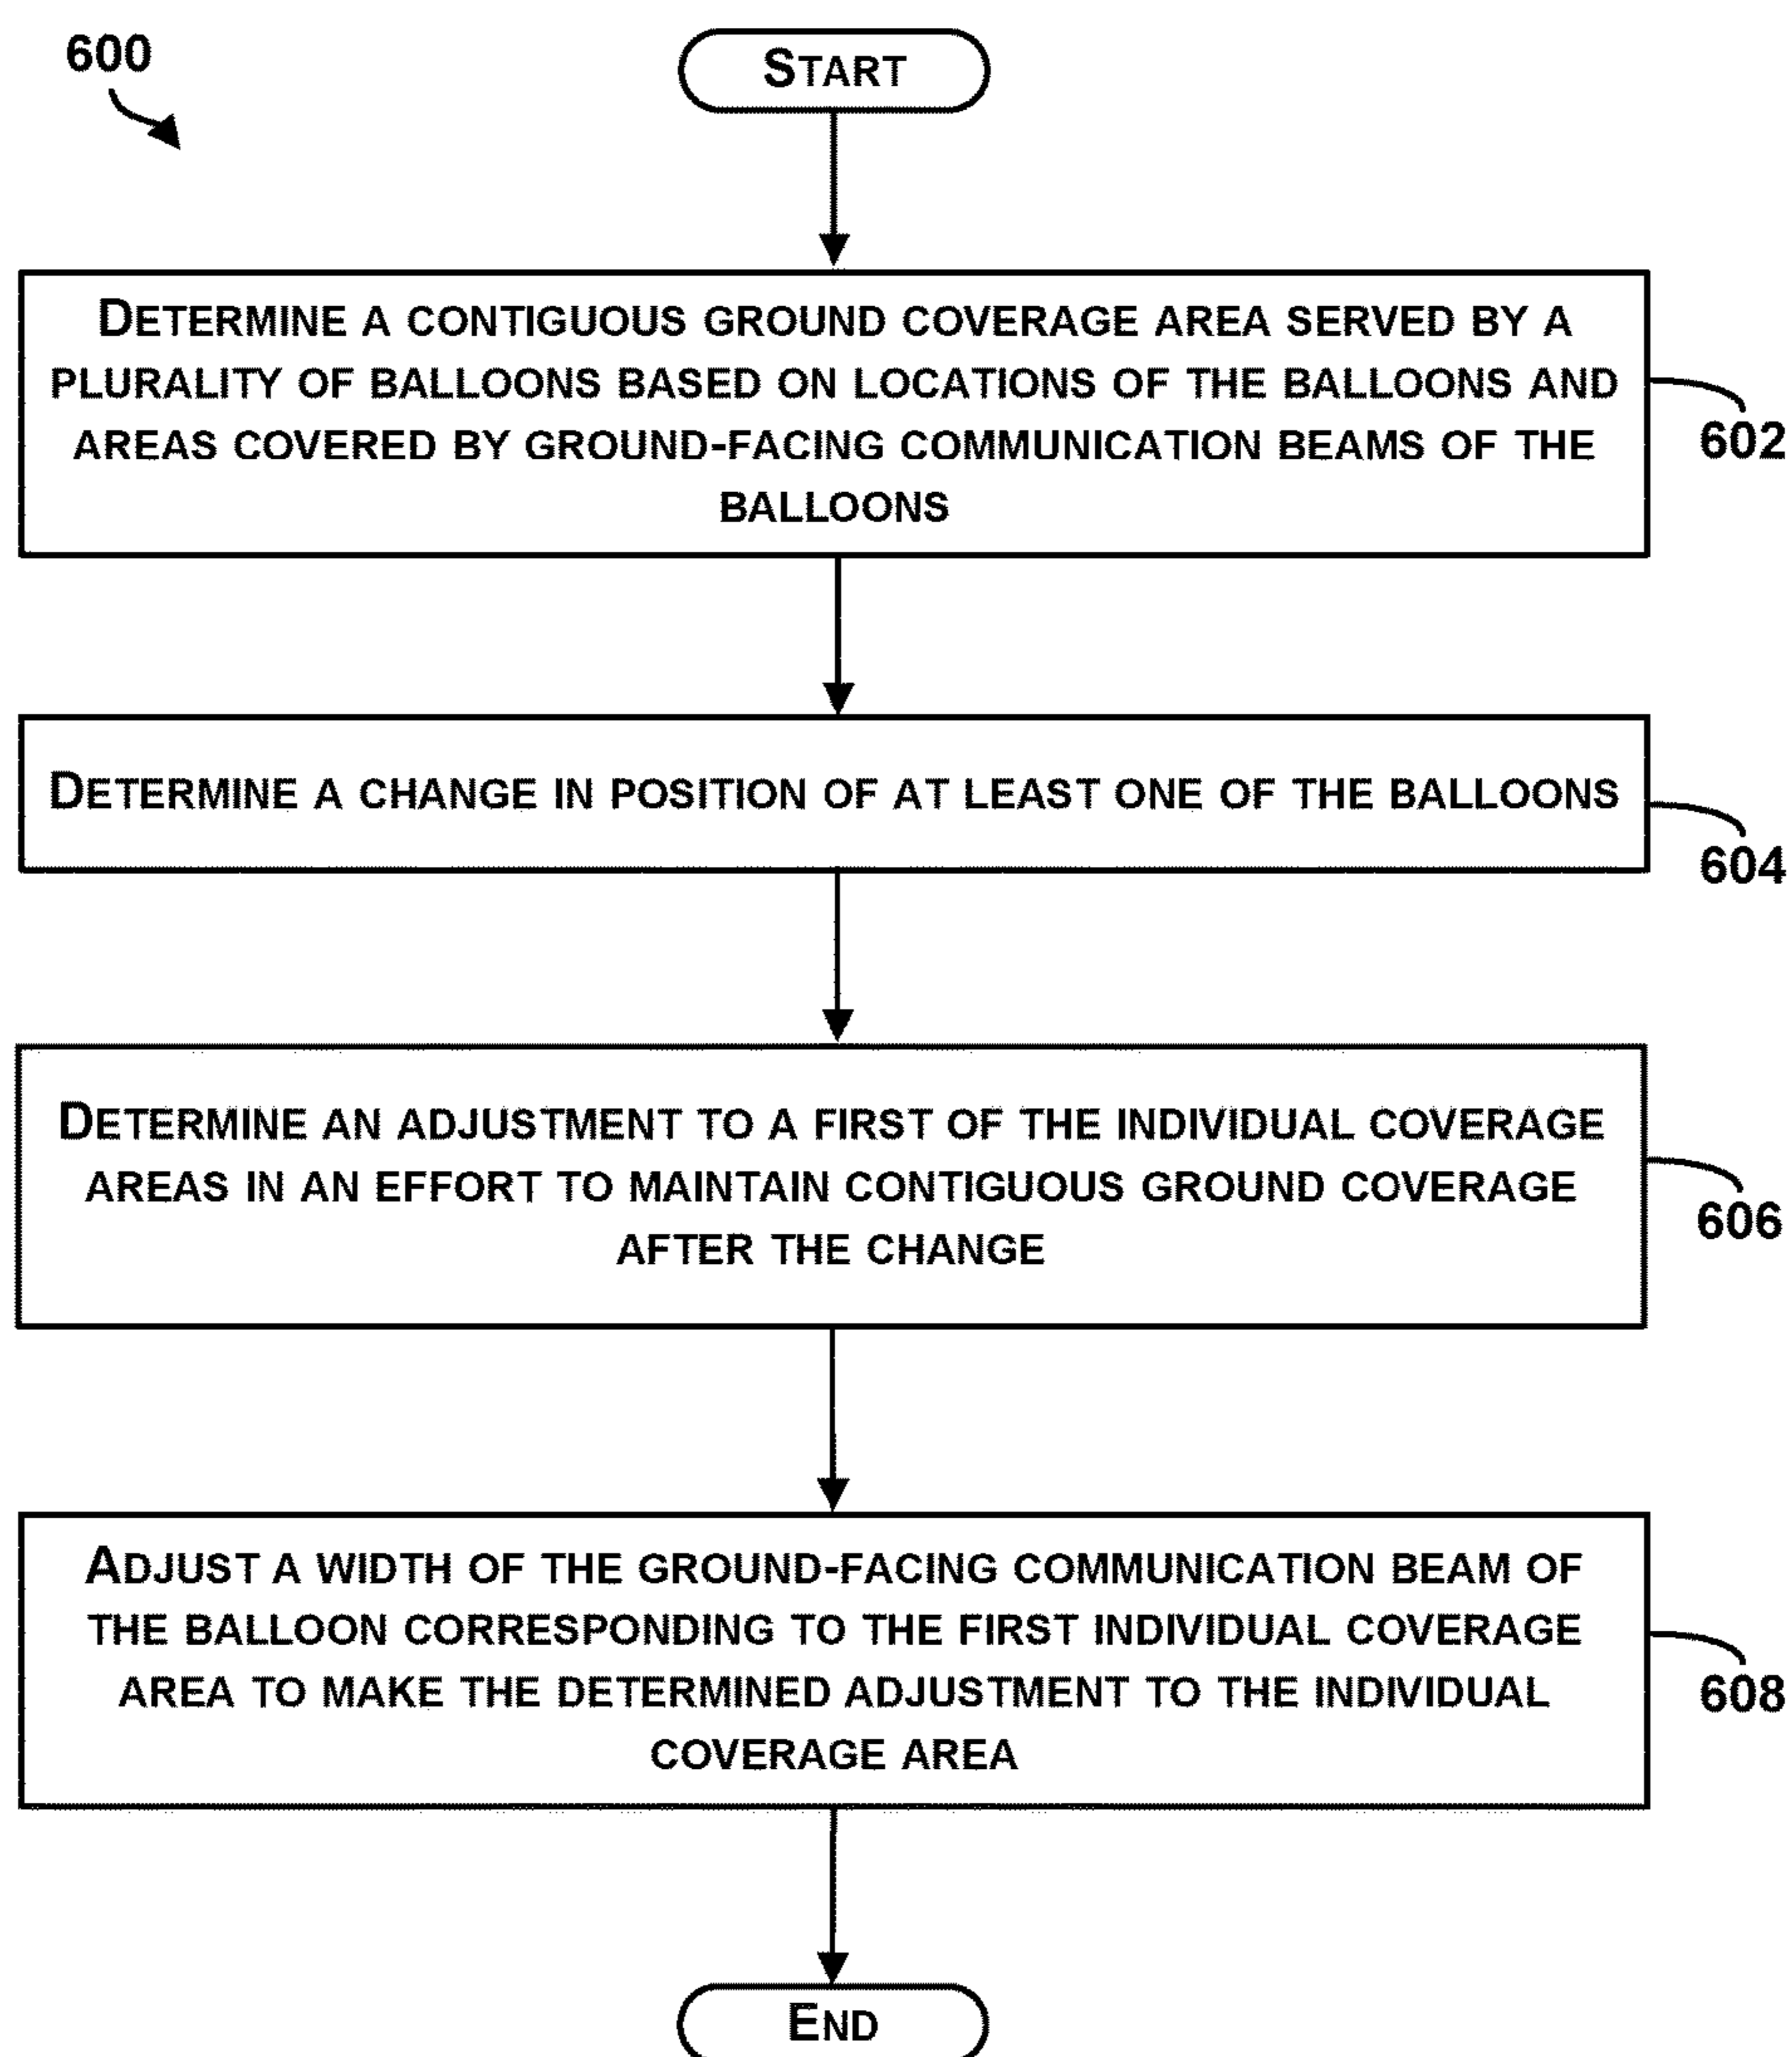 600
START
DETERMINE A CONTIGUOUS GROUND COVERAGE AREA SERVED BY A
PLURALITY OF BALLOONS BASED ON LOCATIONS OF THE BALLOONS AND
AREAS COVERED BY GROUND-FACING COMMUNICATION BEAMS OF THE
BALLOONS
602
DETERMINE A CHANGE IN POSITION OF AT LEAST ONE OF THE BALLOONS
604
DETERMINE AN ADJUSTMENT TO A FIRST OF THE INDIVIDUAL COVERAGE
AREAS IN AN EFFORT TO MAINTAIN CONTIGUOUS GROUND COVERAGE
AFTER THE CHANGE
606
ADJUST A WIDTH OF THE GROUND-FACING COMMUNICATION BEAM OF
THE BALLOON CORRESPONDING TO THE FIRST INDIVIDUAL COVERAGE
AREA TO MAKE THE DETERMINED ADJUSTMENT TO THE INDIVIDUAL
COVERAGE AREA
608
END